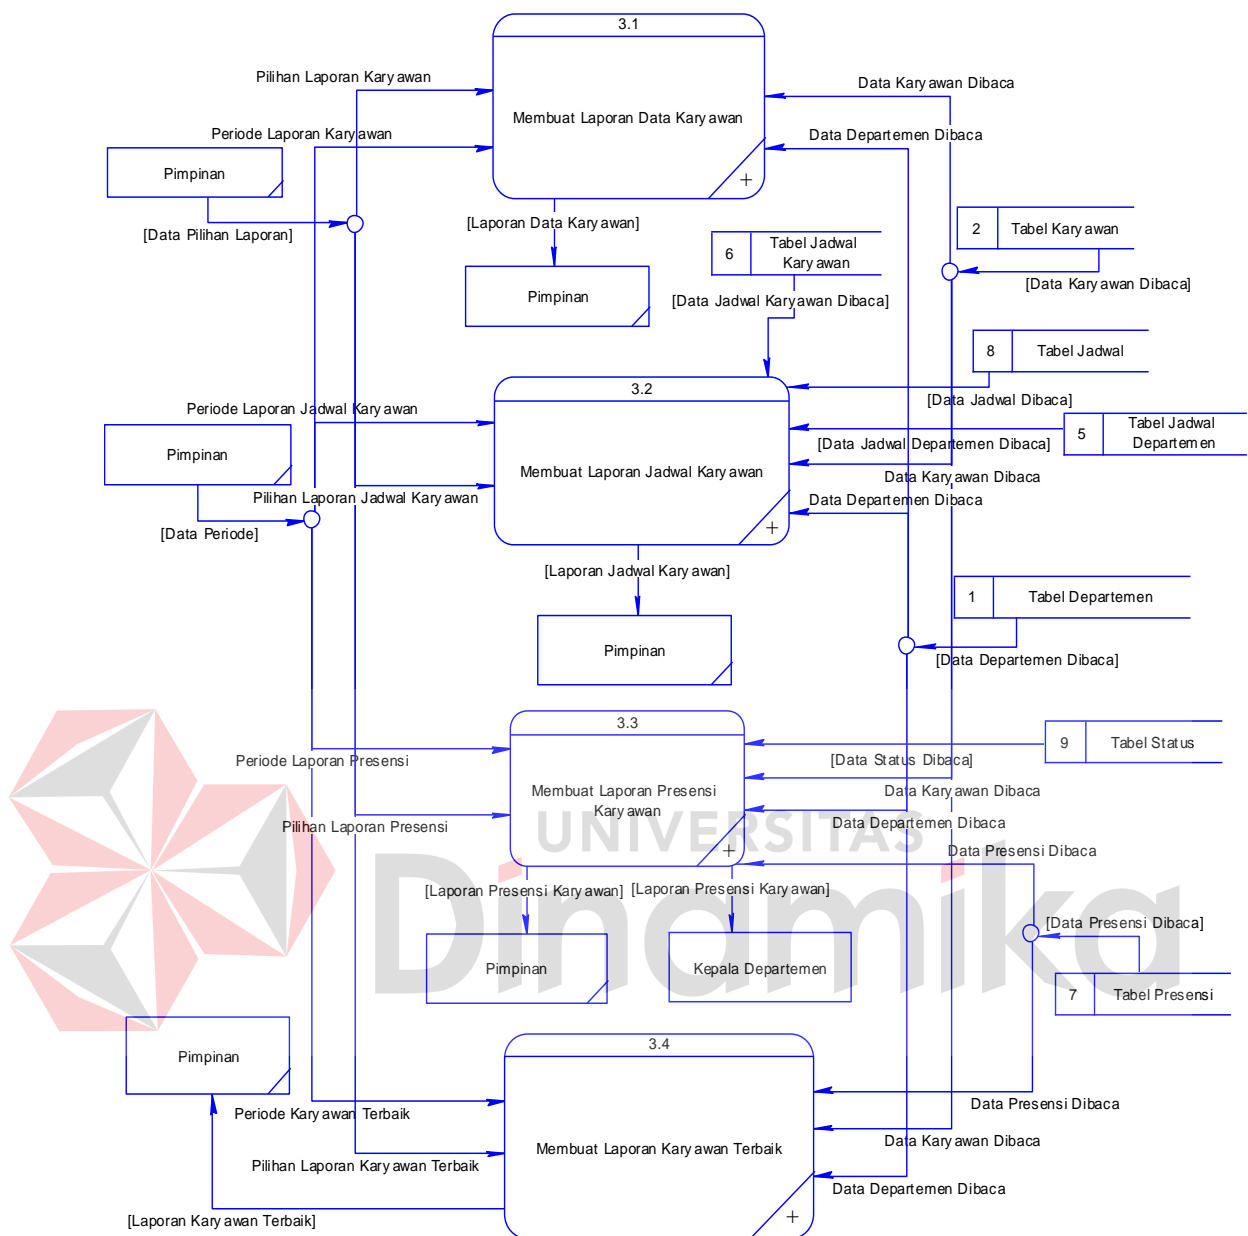 3.1
Pilihan Laporan Karyawan
Data Karyawan Dibaca
Membuat Laporan Data Karyawan
Periode Laporan Karyawan
Data Departemen Dibaca
Pimpinan
+
[Data Pilihan Laporan]
[Laporan Data Karyawan]
2
Tabel Karyawan
6
Tabel Jadwal
Karyawan
[Data Karyawan Dibaca]
Pimpinan
[Data Jadwal Karyawan Dibaca]
8
Tabel Jadwal
3.2
Periode Laporan Jadwal Karyawan
[Data Jadwal Dibaca]
5
Tabel Jadwal
Departemen
[Data Jadwal Departemen Dibaca]
Pimpinan
Membuat Laporan Jadwal Karyawan
Data Karyawan Dibaca
Pilihan Laporan Jadwal Karyawan
Data Departemen Dibaca
+
[Data Periode]
[Laporan Jadwal Karyawan]
1
Tabel Departemen
Pimpinan
[Data Departemen Dibaca]
3.3
9
Tabel Status
Periode Laporan Presensi
[Data Status Dibaca]
Membuat Laporan Presensi
Karyawan
Data Karyawan Dibaca
Pilihan Laporan Presensi
Data Departemen Dibaca
UNIVERSITAS
Dinamika
+
Data Presensi Dibaca
[Laporan Presensi Karyawan]
[Laporan Presensi Karyawan]
[Data Presensi Dibaca]
Pimpinan
Kepala Departemen
7
Tabel Presensi
3.4
Pimpinan
Periode Karyawan Terbaik
Data Presensi Dibaca
Membuat Laporan Karyawan Terbaik
Data Karyawan Dibaca
Pilihan Laporan Karyawan Terbaik
Data Departemen Dibaca
+
[Laporan Karyawan Terbaik]